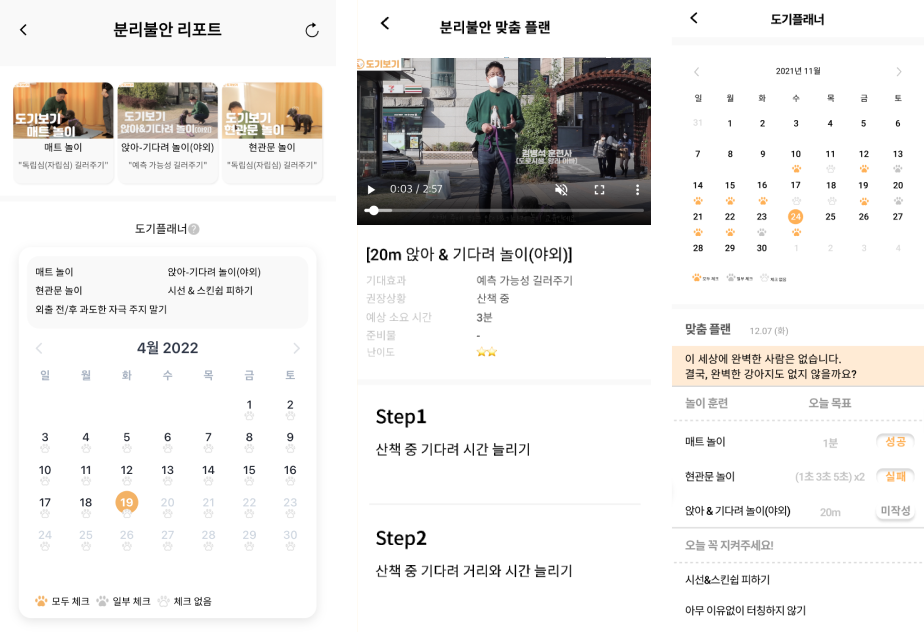 분리불안 리포트
도기보기
매트 놀이
도기보기
앉아&기다려 놀이(야외)
도기보기
현관문 놀이
매트 놀이
앉아-기다려 놀이(야외)
현관문 놀이
"독립심(자립심) 길러주기"
"예측 가능성 길러주기"
"독립심(자립심) 길러주기"
도기플래너?
매트 놀이 앉아-기다려 놀이(야외)
현관문 놀이 시선 & 스킨쉽 피하기
외출 전/후 과도한 자극 주지 말기
4월 2022
일 월 화 수 목 금 토
1 2
3 4 5 6 7 8 9
10 11 12 13 14 15 16
17 18 19 20 21 22 23
24 25 26 27 28 29 30
모두 체크 일부 체크 체크 없음
분리불안 맞춤 플랜
도기보기
김병석 훈련사
0:03 / 2:57
[20m 앉아 & 기다려 놀이(야외)]
기대효과 예측 가능성 길러주기
권장상황 산책 중
예상 소요 시간 3분
준비물 -
난이도
Step1
산책 중 기다려 시간 늘리기
Step2
산책 중 기다려 거리와 시간 늘리기
도기플래너
2021년 11월
일 월 화 수 목 금 토
31 1 2 3 4 5 6
7 8 9 10 11 12 13
14 15 16 17 18 19 20
21 22 23 24 25 26 27
28 29 30 1 2 3 4
모두 체크 일부 체크 체크 없음
맞춤 플랜 12.07 (화)
이 세상에 완벽한 사람은 없습니다.
결국, 완벽한 강아지도 없지 않을까요?
놀이 훈련 오늘 목표
매트 놀이 1분 성공
현관문 놀이 (1초 3초 5초) x2 실패
앉아 & 기다려 놀이(야외) 20m 미작성
오늘 꼭 지켜주세요!
시선&스킨쉽 피하기
아무 이유없이 터칭하지 않기